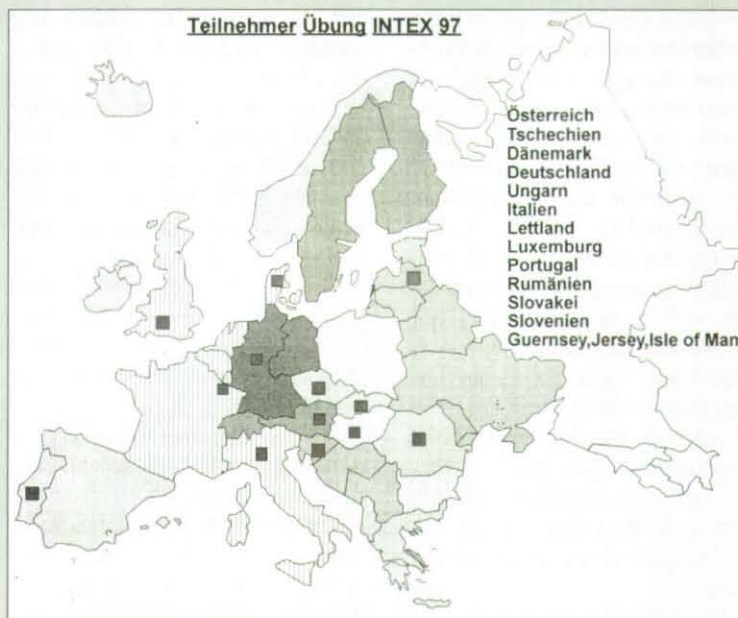 Teilnehmer Übung INTEX 97
Österreich
Tschechien
Dänemark
Deutschland
Ungarn
Italien
Lettland
Luxemburg
Portugal
Rumänien
Slovakei
Slovenien
Guernsey,Jersey,Isle of Man